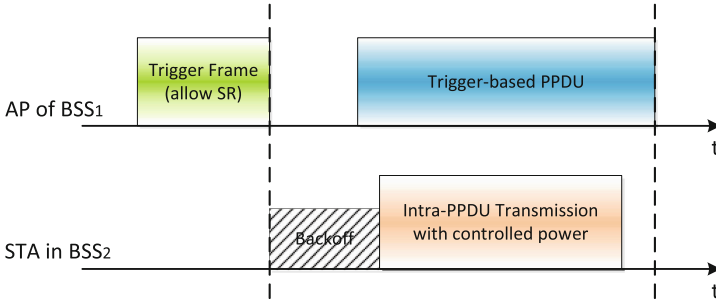 Trigger Frame
(allow SR)
Trigger-based PPDU
AP of BSS1
t
Intra-PPDU Transmission
with controlled power
Backoff
STA in BSS2
t